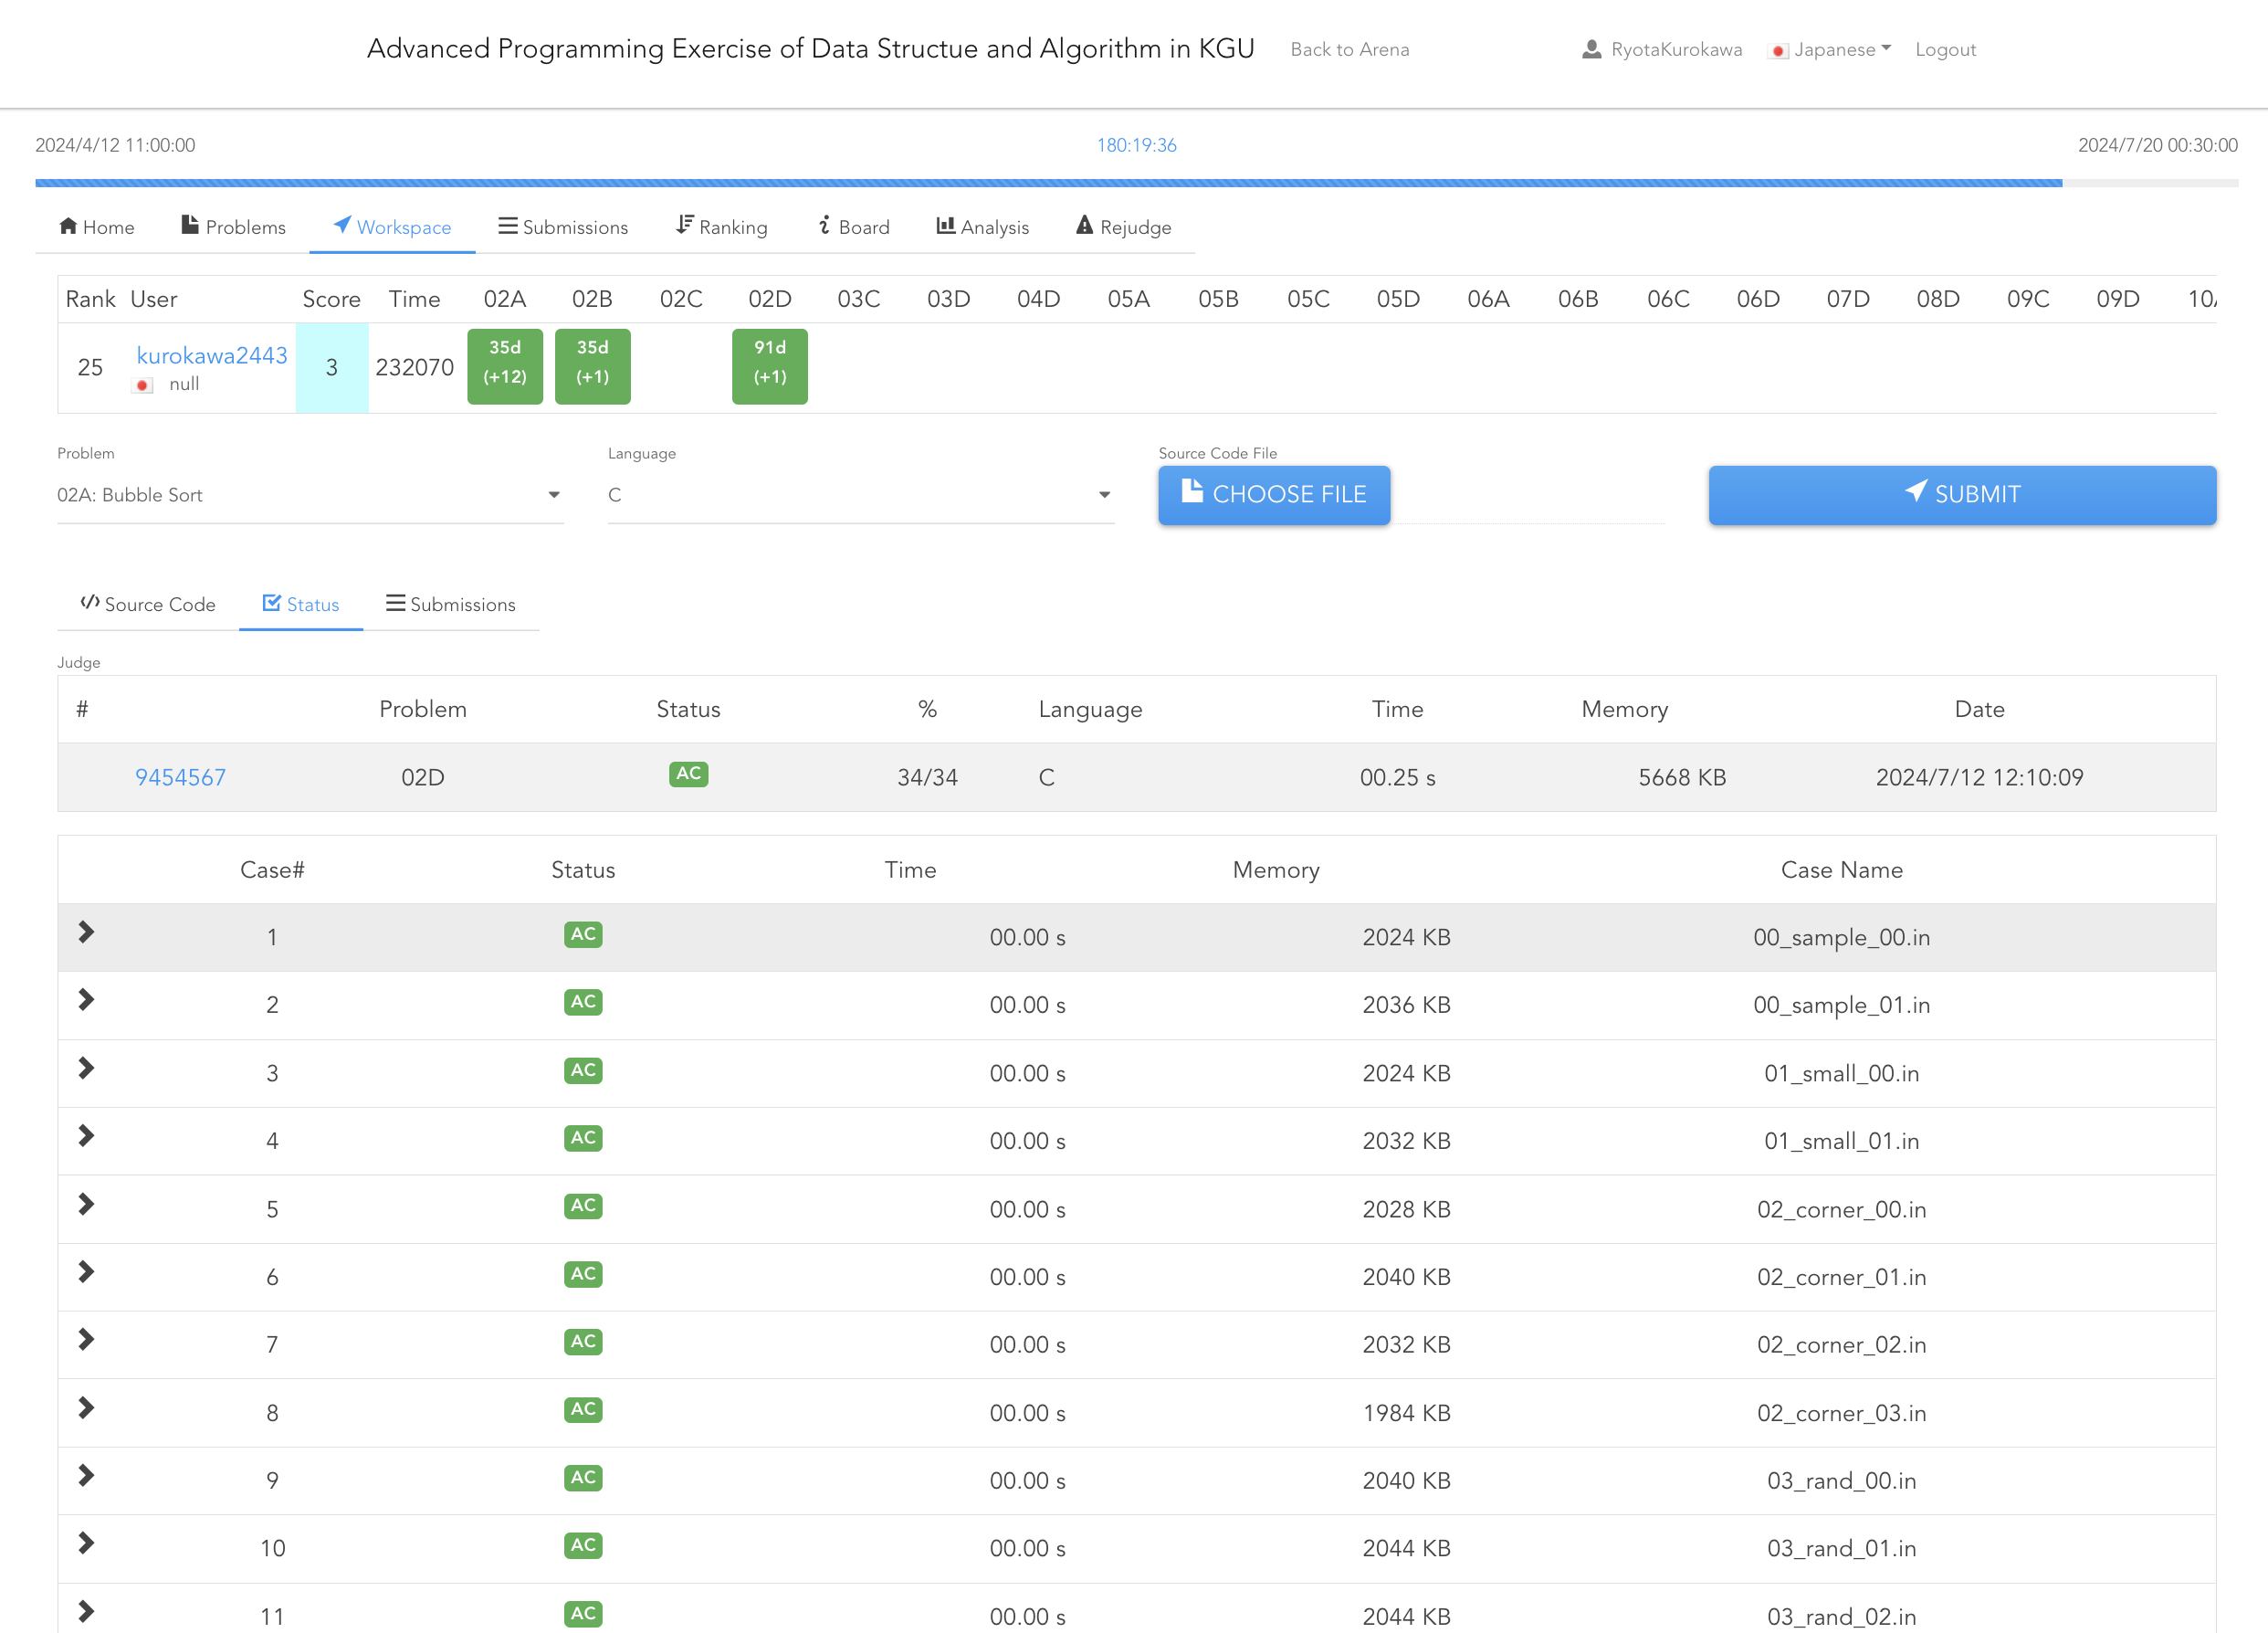 Advanced Programming Exercise of Data Structue and Algorithm in KGU Back to Arena RyotaKurokawa Japanese Logout
2024/4/12 11:00:00 180:19:36 2024/7/20 00:30:00
Home Problems Workspace Submissions Ranking Board Analysis Rejudge
Rank User Score Time 02A 02B 02C 02D 03C 03D 04D 05A 05B 05C 05D 06A 06B 06C 06D 07D 08D 09C 09D
25 kurokawa2443 3 232070 35d 35d 91d
null (+12) (+1) (+1)
Problem Language Source Code File
02A: Bubble Sort C CHOOSE FILE SUBMIT
Source Code Status Submissions
Judge
# Problem Status % Language Time Memory Date
9454567 02D AC 34/34 C 00.25 s 5668 KB 2024/7/12 12:10:09
Case# Status Time Memory Case Name
1 AC 00.00 s 2024 KB 00_sample_00.in
2 AC 00.00 s 2036 KB 00_sample_01.in
3 AC 00.00 s 2024 KB 01_small_00.in
4 AC 00.00 s 2032 KB 01_small_01.in
5 AC 00.00 s 2028 KB 02_corner_00.in
6 AC 00.00 s 2040 KB 02_corner_01.in
7 AC 00.00 s 2032 KB 02_corner_02.in
8 AC 00.00 s 1984 KB 02_corner_03.in
9 AC 00.00 s 2040 KB 03_rand_00.in
10 AC 00.00 s 2044 KB 03_rand_01.in
11 AC 00.00 s 2044 KB 03_rand_02.in